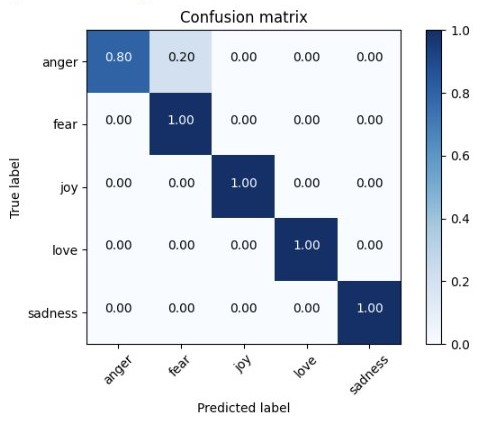 Confusion matrix
anger 0.80 0.20 0.00 0.00 0.00
fear 0.00 1.00 0.00 0.00 0.00
joy 0.00 0.00 1.00 0.00 0.00
love 0.00 0.00 0.00 1.00 0.00
sadness 0.00 0.00 0.00 0.00 1.00
True label
anger fear joy love sadness
Predicted label
1.0
0.8
0.6
0.4
0.2
0.0